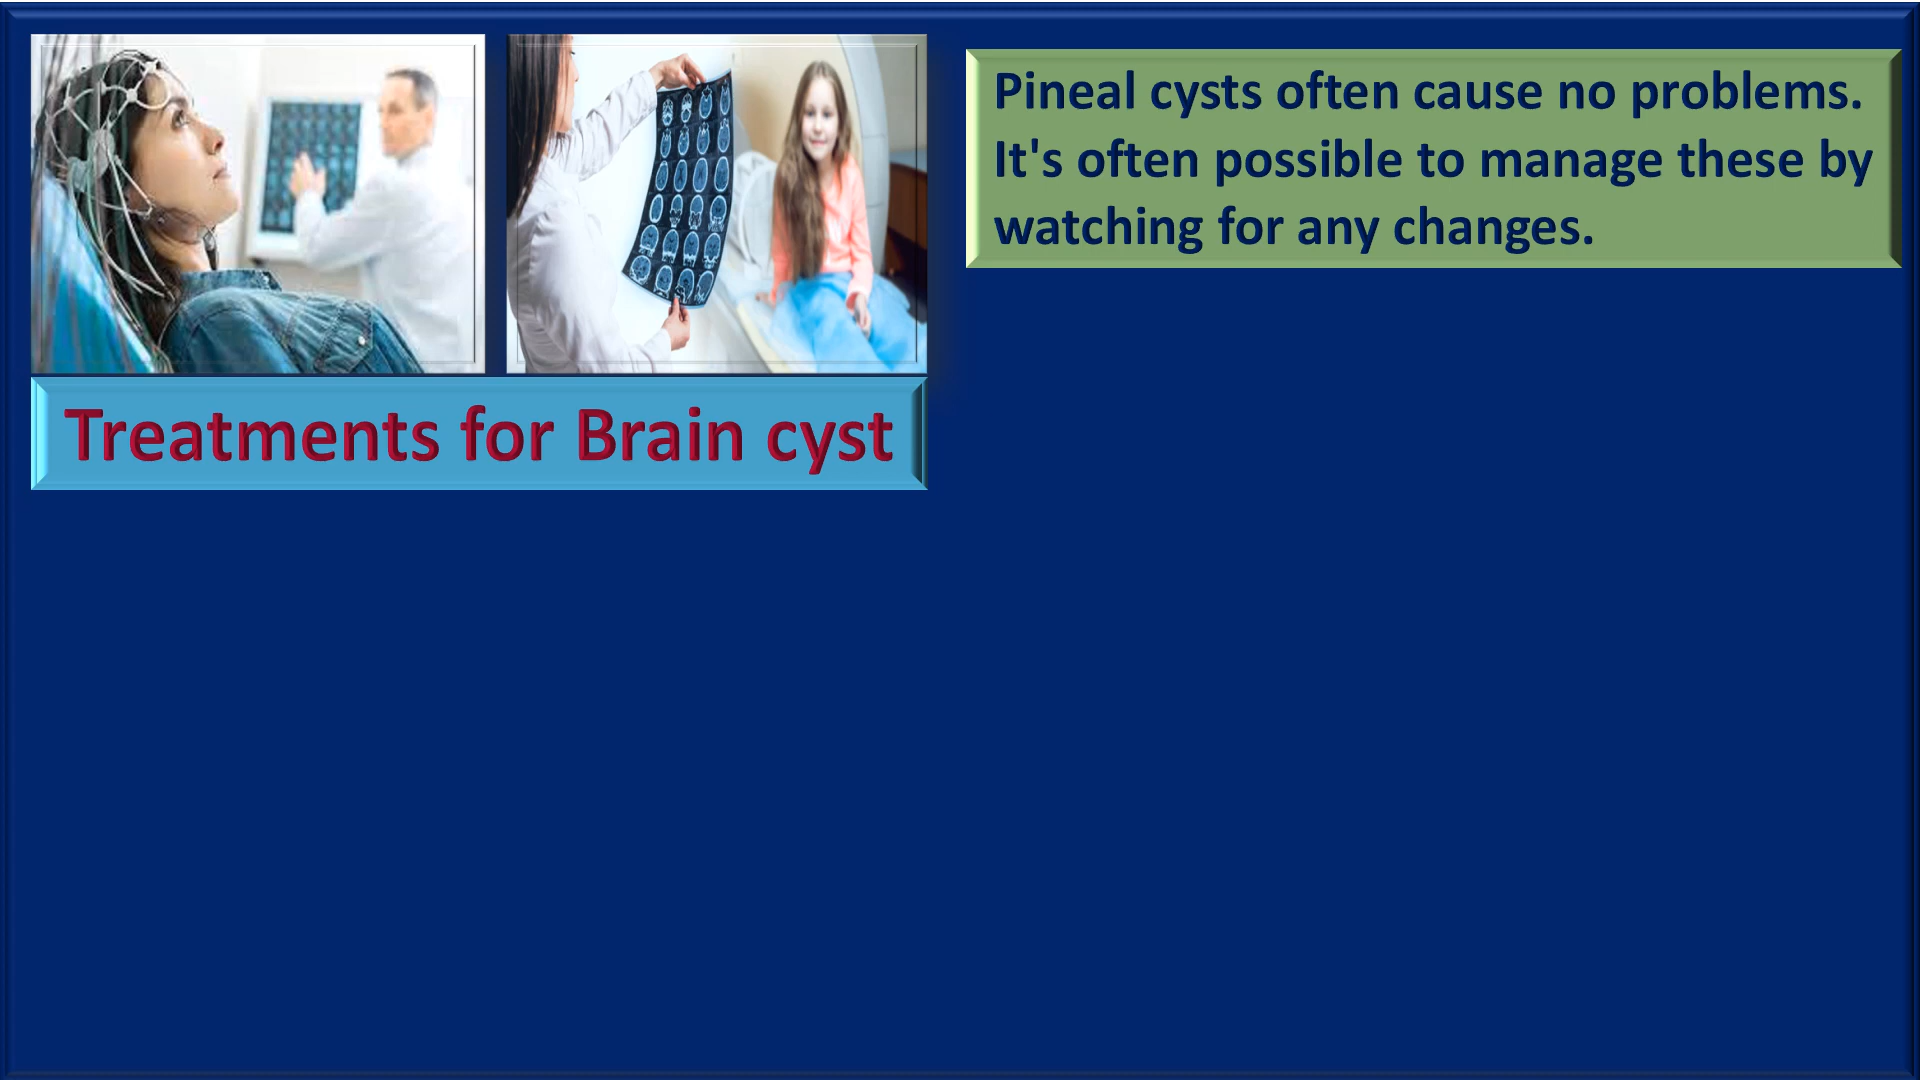 Treatments for Brain cyst
Pineal cysts often cause no problems.
It's often possible to manage these by
watching for any changes.